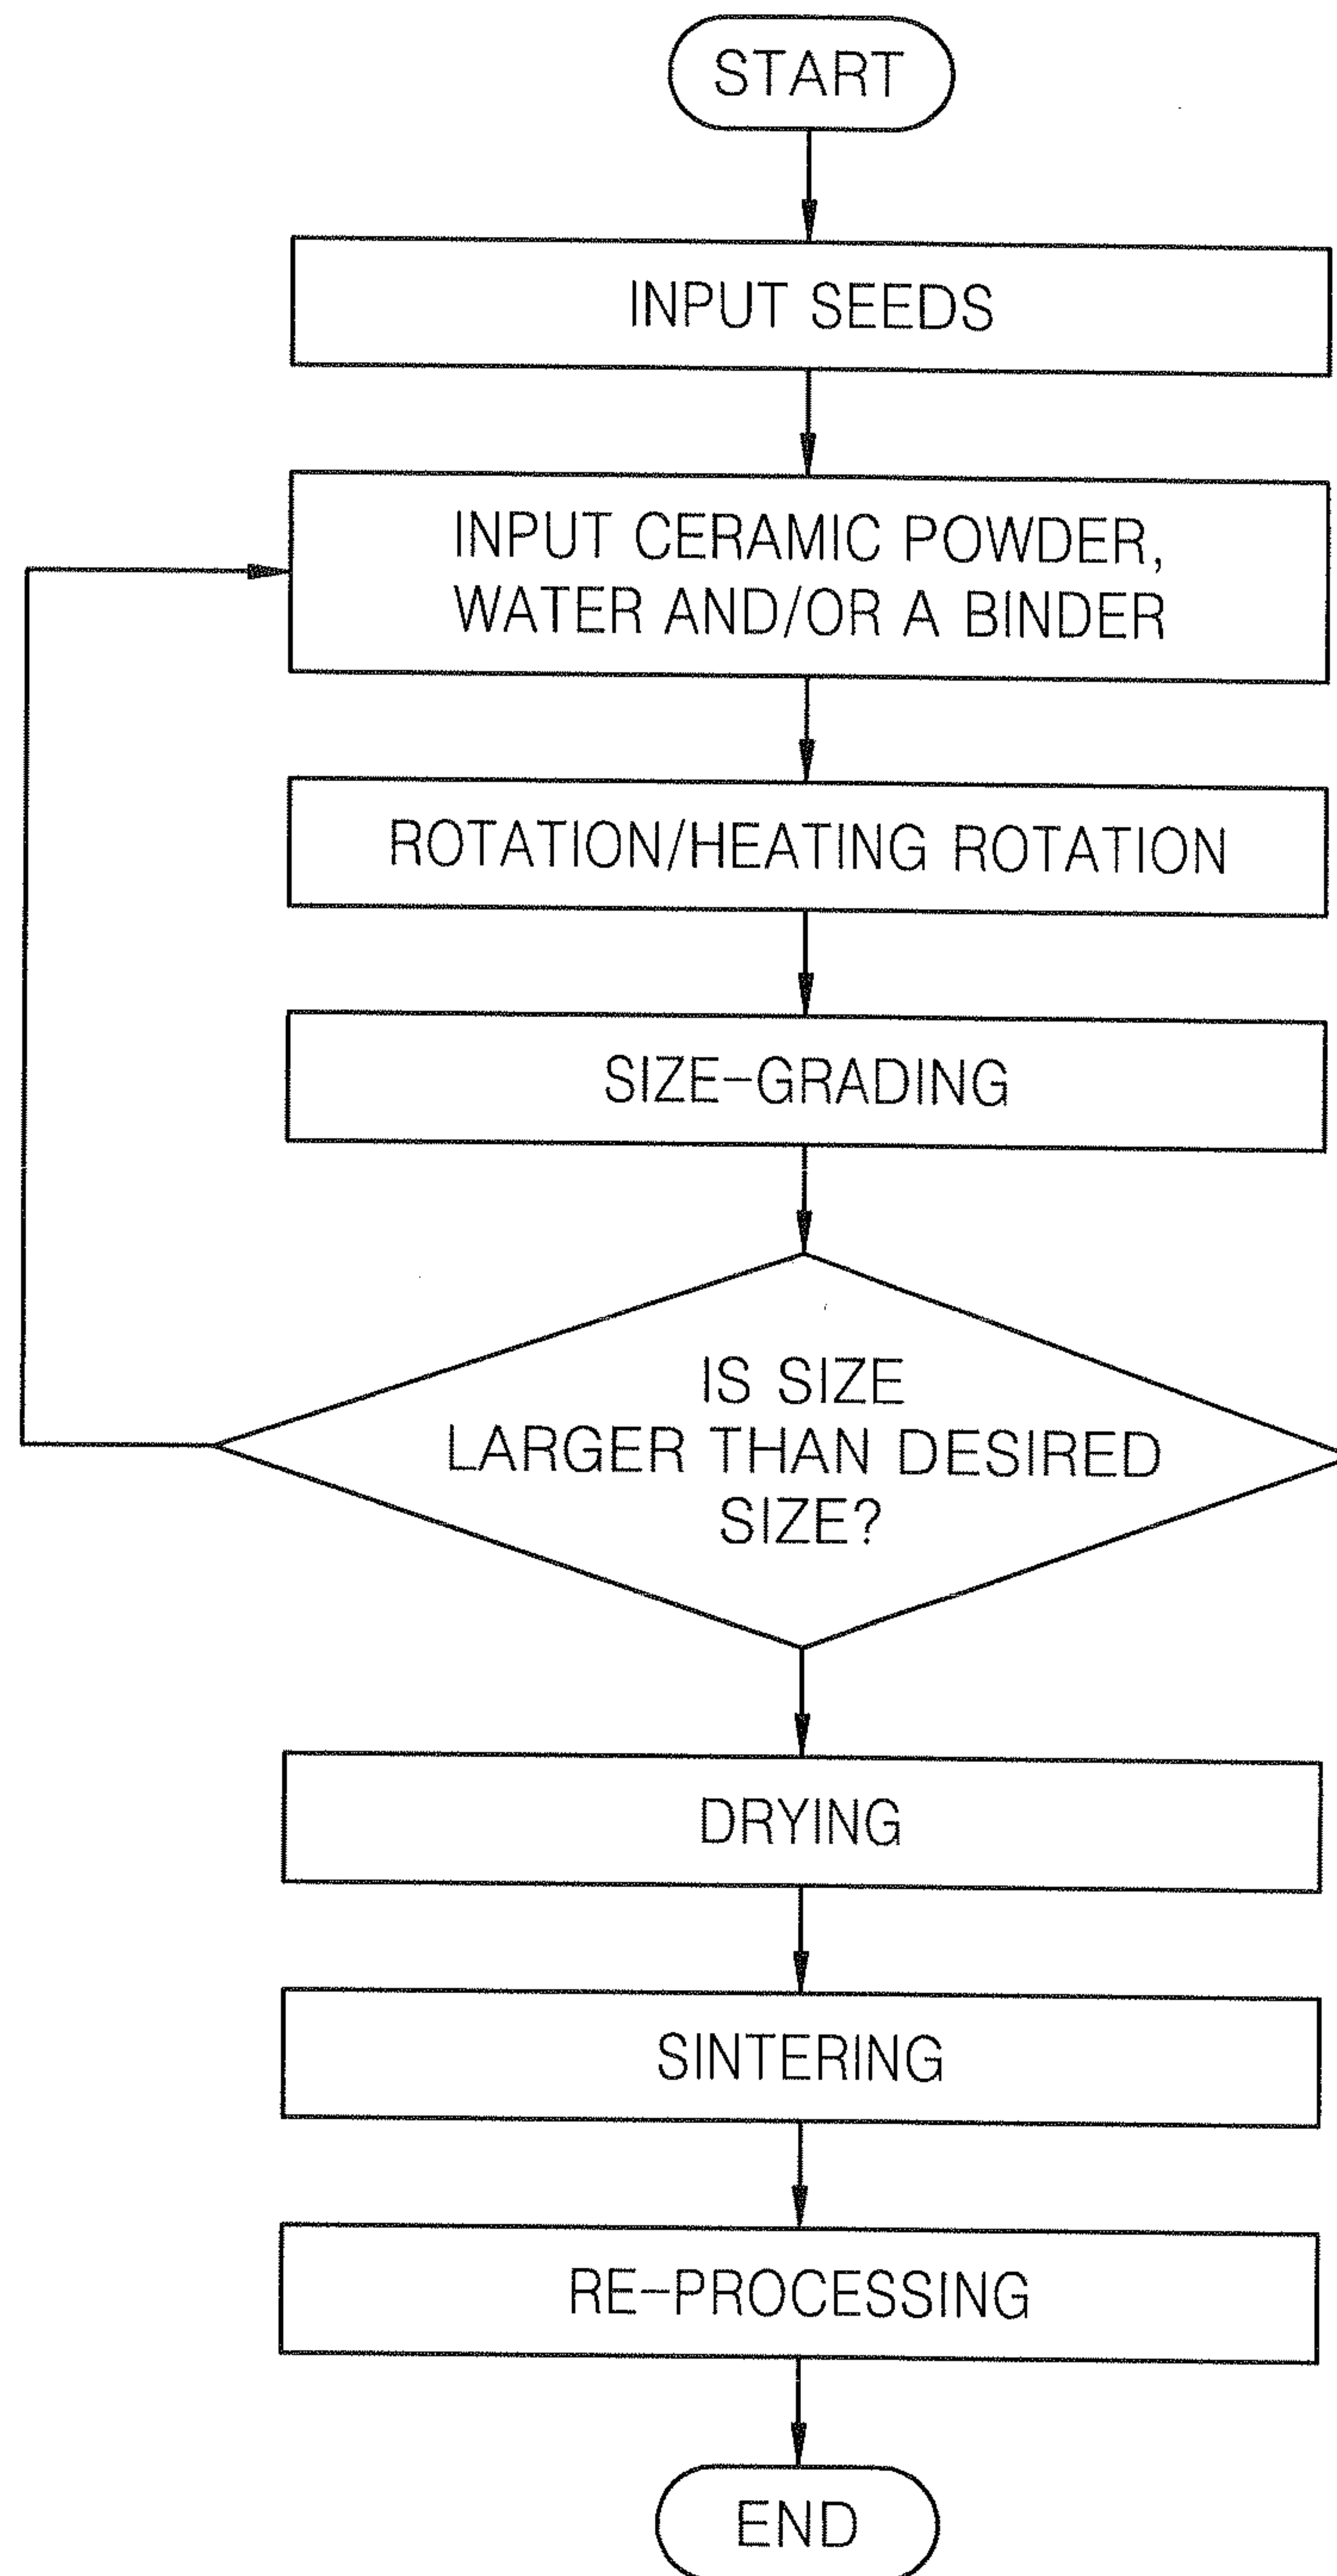 START
INPUT SEEDS
INPUT CERAMIC POWDER,
WATER AND/OR A BINDER
ROTATION/HEATING ROTATION
SIZE-GRADING
IS SIZE
LARGER THAN DESIRED
SIZE?
DRYING
SINTERING
RE-PROCESSING
END